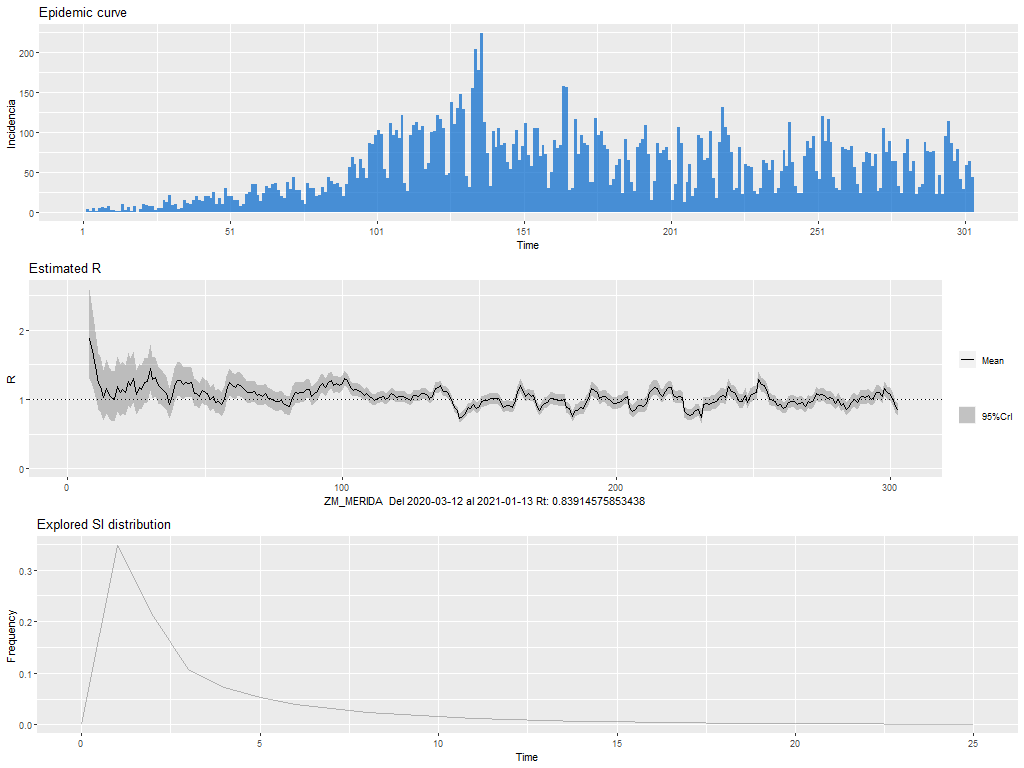 Epidemic curve
200
150
100
50
0
Incidencia
1 51 101 151 201 251 301
Time
Estimated R
2
1
0
R
0 100 200 300
ZM_MERIDA Del 2020-03-12 al 2021-01-13 Rt: 0.83914575853438
Mean
95%CrI
Explored SI distribution
0.3
0.2
0.1
0.0
Frequency
0 5 10 15 20 25
Time